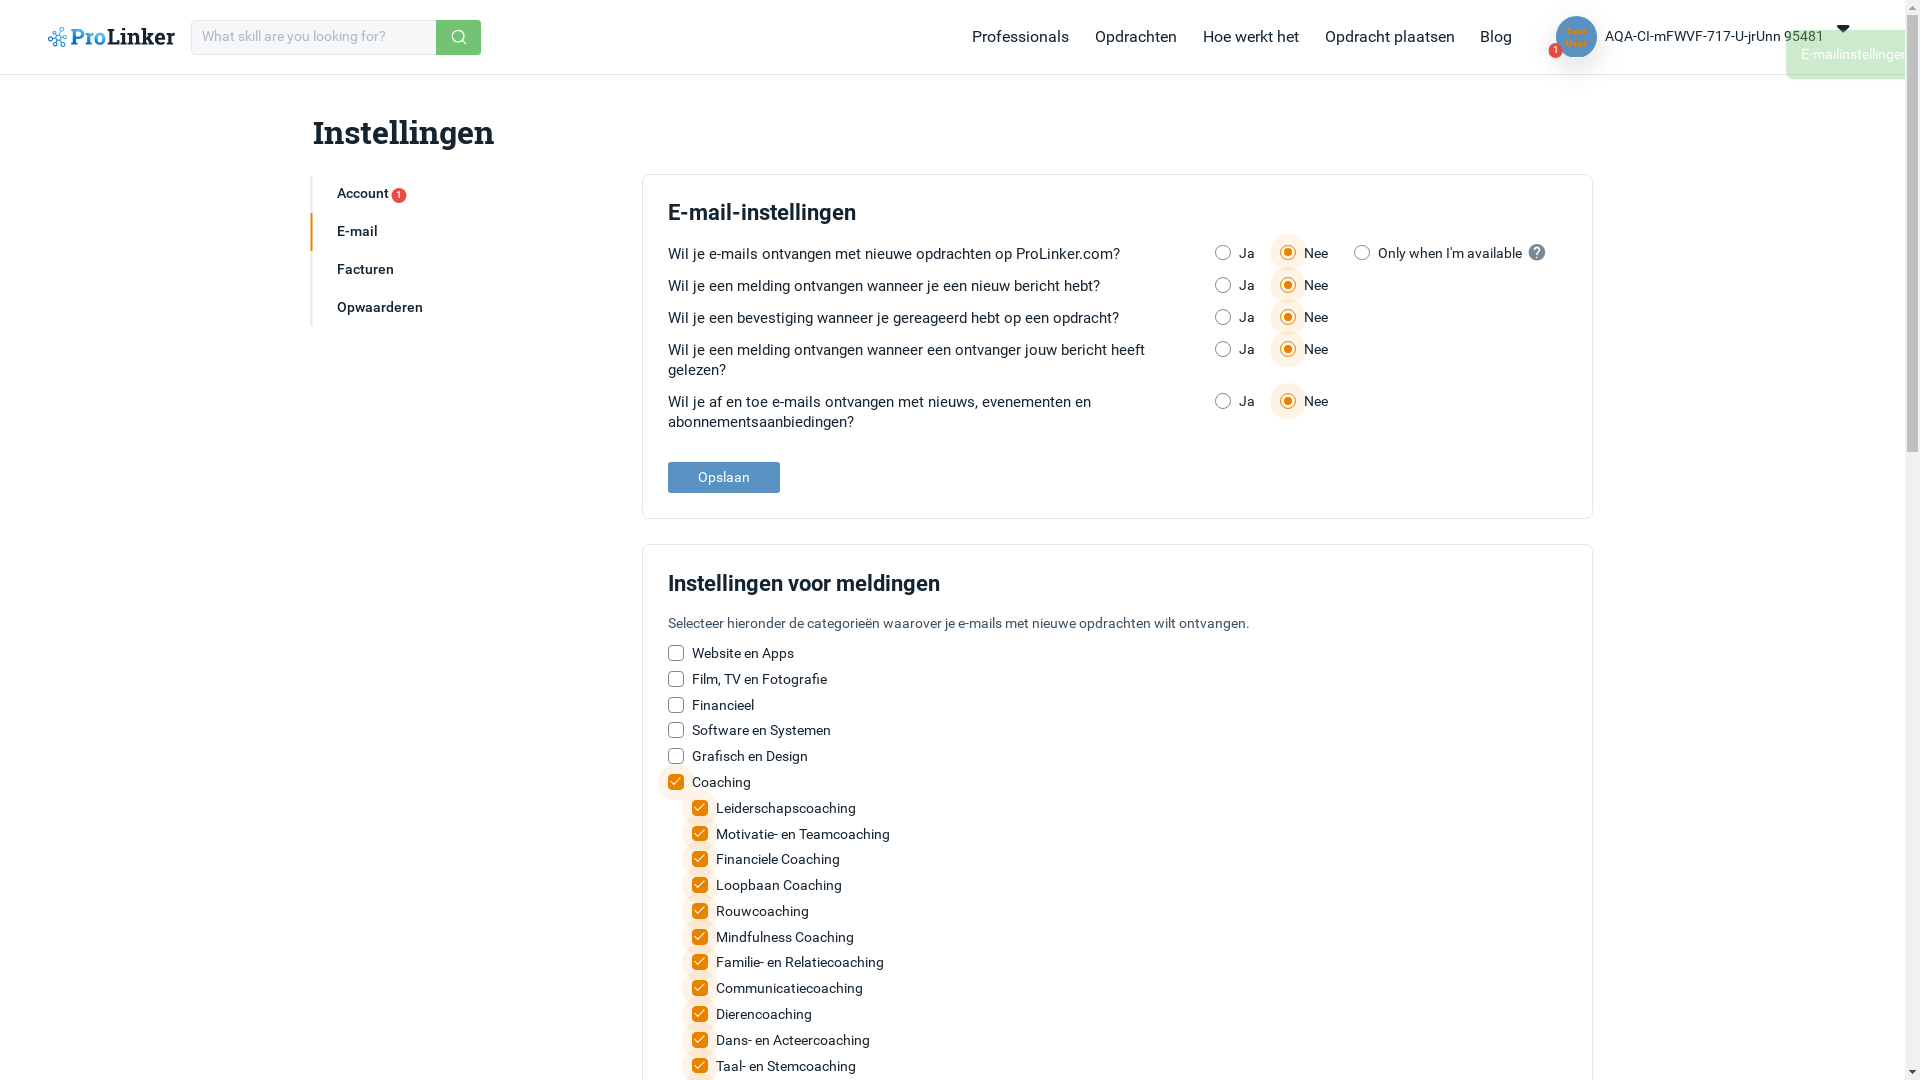 ProLinker
What skill are you looking for?
Professionals
Opdrachten
Hoe werkt het
Opdracht plaatsen
Blog
1
AQA-CI-mFWVF-717-U-jrUnn 95481
Instellingen
Account 1
E-mail
Facturen
Opwaarderen
E-mail-instellingen
Wil je e-mails ontvangen met nieuwe opdrachten op ProLinker.com?
Ja Nee Only when I'm available ?
Wil je een melding ontvangen wanneer je een nieuw bericht hebt?
Ja Nee
Wil je een bevestiging wanneer je gereageerd hebt op een opdracht?
Ja Nee
Wil je een melding ontvangen wanneer een ontvanger jouw bericht heeft
gelezen?
Ja Nee
Wil je af en toe e-mails ontvangen met nieuws, evenementen en
abonnementsaanbiedingen?
Ja Nee
Opslaan
Instellingen voor meldingen
Selecteer hieronder de categorieën waarover je e-mails met nieuwe opdrachten wilt ontvangen.
Website en Apps
Film, TV en Fotografie
Financieel
Software en Systemen
Grafisch en Design
Coaching
Leiderschapscoaching
Motivatie- en Teamcoaching
Financiele Coaching
Loopbaan Coaching
Rouwcoaching
Mindfulness Coaching
Familie- en Relatiecoaching
Communicatiecoaching
Dierencoaching
Dans- en Acteercoaching
Taal- en Stemcoaching